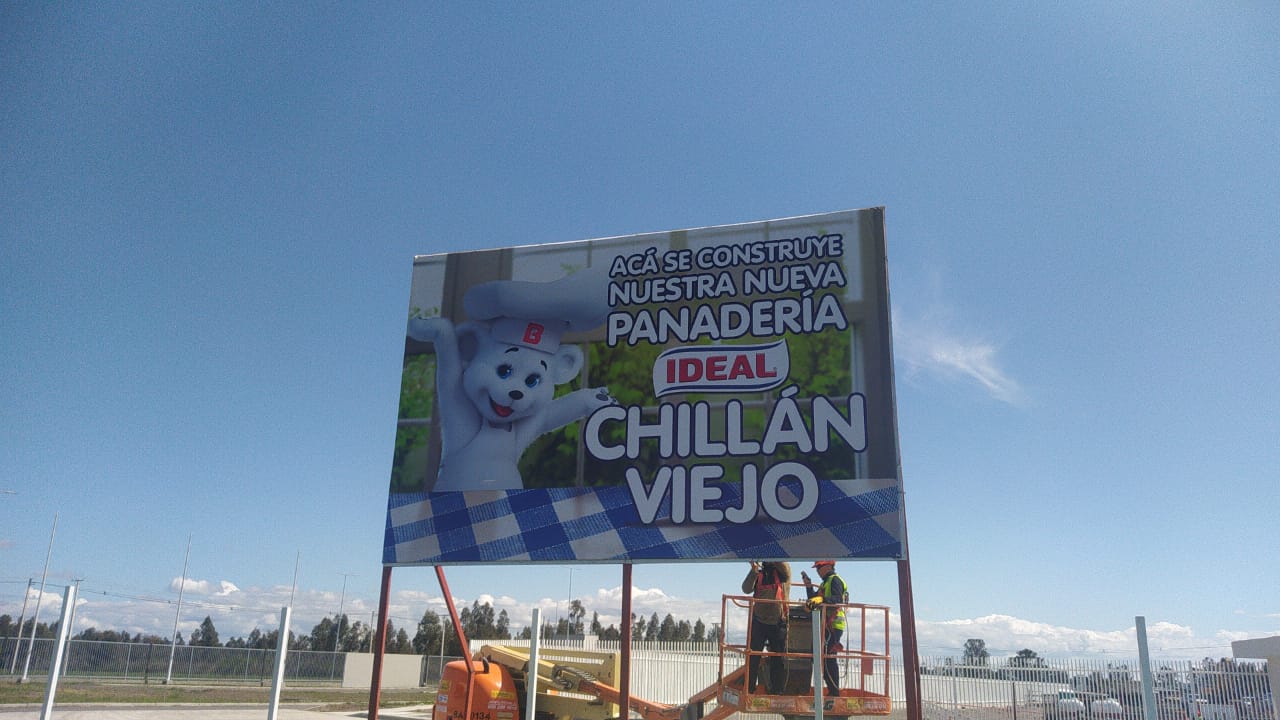 ACÁ SE CONSTRUYE
NUESTRA NUEVA
PANADERÍA
IDEAL
CHILLÁN
VIEJO
B